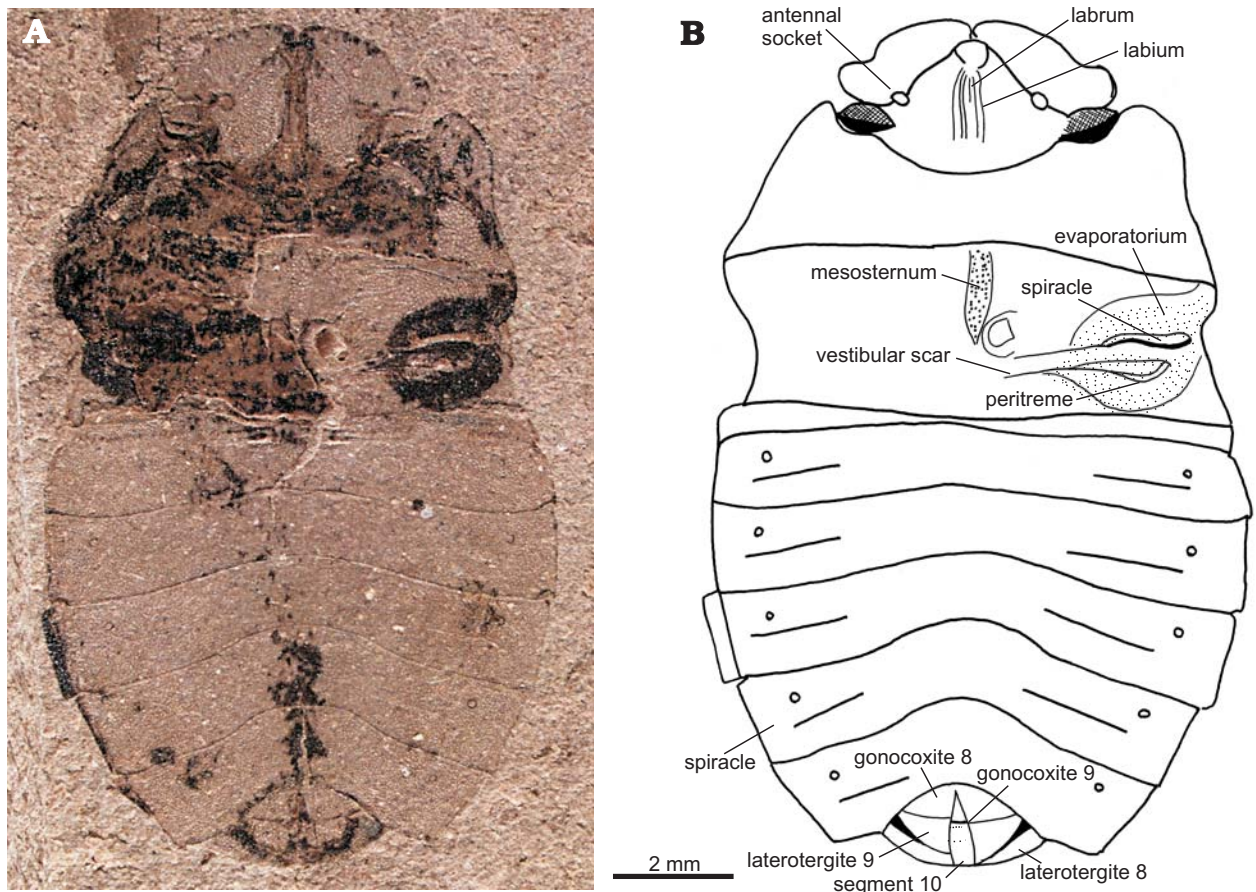 A
B
antennal
socket
labrum
labium
evaporatorium
mesosternum
spiracle
vestibular scar
peritreme
spiracle
gonocoxite 8
gonocoxite 9
laterotergite 9
laterotergite 8
segment 10
2 mm